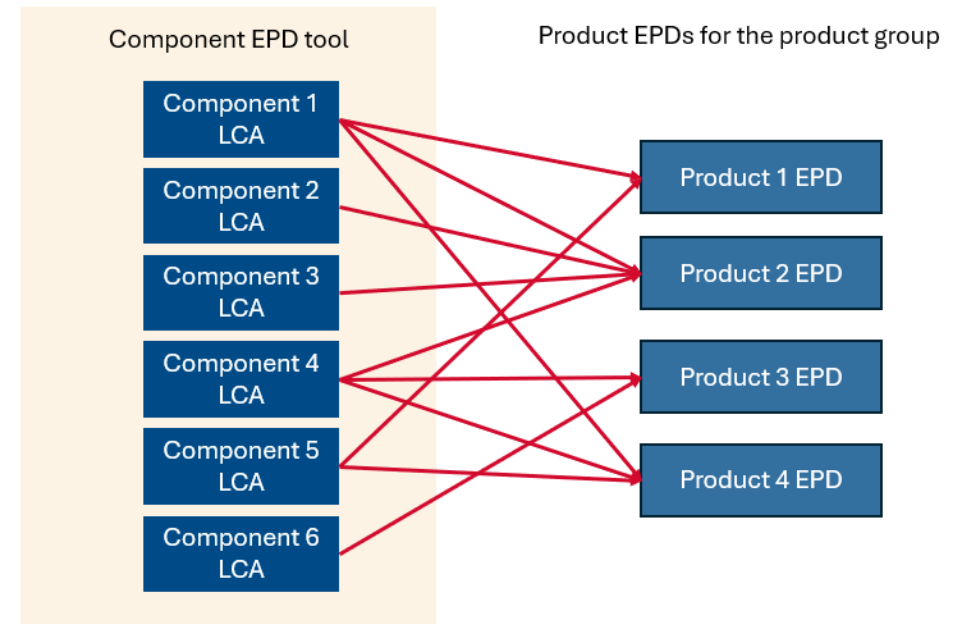 Component EPD tool
Product EPDs for the product group
Component 1
LCA
Component 2
LCA
Component 3
LCA
Component 4
LCA
Component 5
LCA
Component 6
LCA
Product 1 EPD
Product 2 EPD
Product 3 EPD
Product 4 EPD